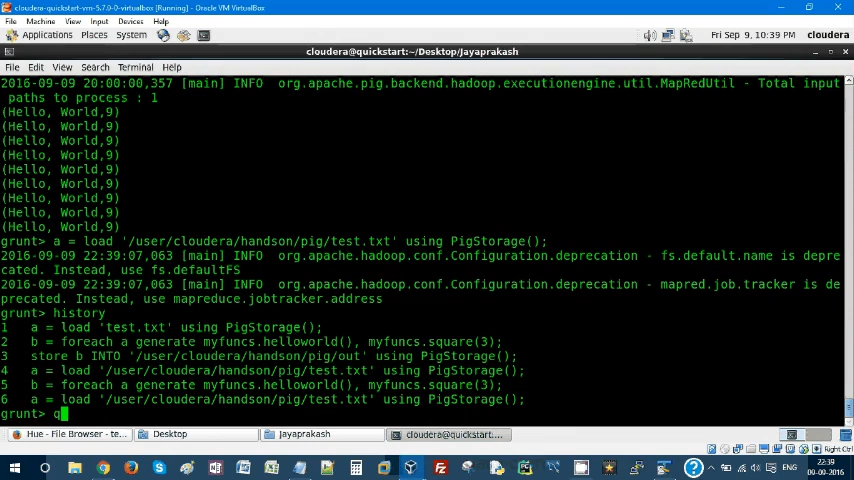 cloudera-quickstart-vm-5.7.0-0-virtualbox [Running] - Oracle VM VirtualBox
File Machine View Input Devices Help
Applications Places System Fri Sep 9, 10:39 PM cloudera
cloudera@quickstart:~/Desktop/Jayaprakash
File Edit View Search Terminal Help
2016-09-09 20:00:00,357 [main] INFO org.apache.pig.backend.hadoop.executionengine.util.MapRedUtil - Total input
paths to process : 1
(Hello, World,9)
(Hello, World,9)
(Hello, World,9)
(Hello, World,9)
(Hello, World,9)
(Hello, World,9)
(Hello, World,9)
(Hello, World,9)
(Hello, World,9)
grunt> a = load '/user/cloudera/handson/pig/test.txt' using PigStorage();
2016-09-09 22:39:07,063 [main] INFO org.apache.hadoop.conf.Configuration.deprecation - fs.default.name is depre
cated. Instead, use fs.defaultFS
2016-09-09 22:39:07,063 [main] INFO org.apache.hadoop.conf.Configuration.deprecation - mapred.job.tracker is de
precated. Instead, use mapreduce.jobtracker.address
grunt> history
1 a = load 'test.txt' using PigStorage();
2 b = foreach a generate myfuncs.helloworld(), myfuncs.square(3);
3 store b INTO '/user/cloudera/handson/pig/out' using PigStorage();
4 a = load '/user/cloudera/handson/pig/test.txt' using PigStorage();
5 b = foreach a generate myfuncs.helloworld(), myfuncs.square(3);
6 a = load '/user/cloudera/handson/pig/test.txt' using PigStorage();
grunt> q
Hue - File Browser - te... Desktop Jayaprakash cloudera@quickstart:...
Right Ctrl
ENG 22:39
09-09-2016